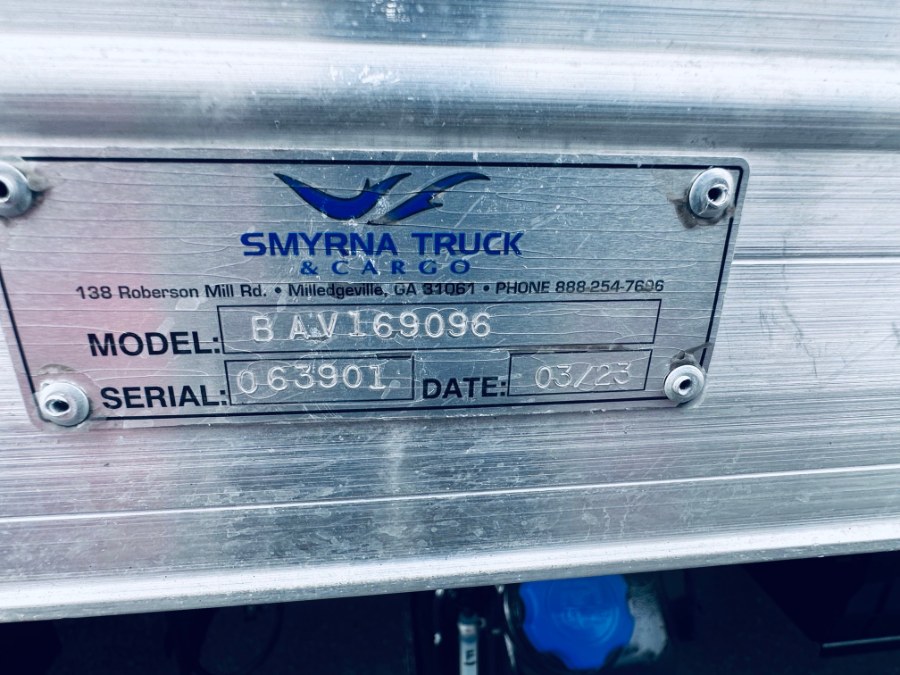 SMYRNA TRUCK
& CARGO
138 Roberson Mill Rd. • Milledgeville, GA 31061 • PHONE 888-254-7696
MODEL: BAV169096
SERIAL: 063901 DATE: 03/23